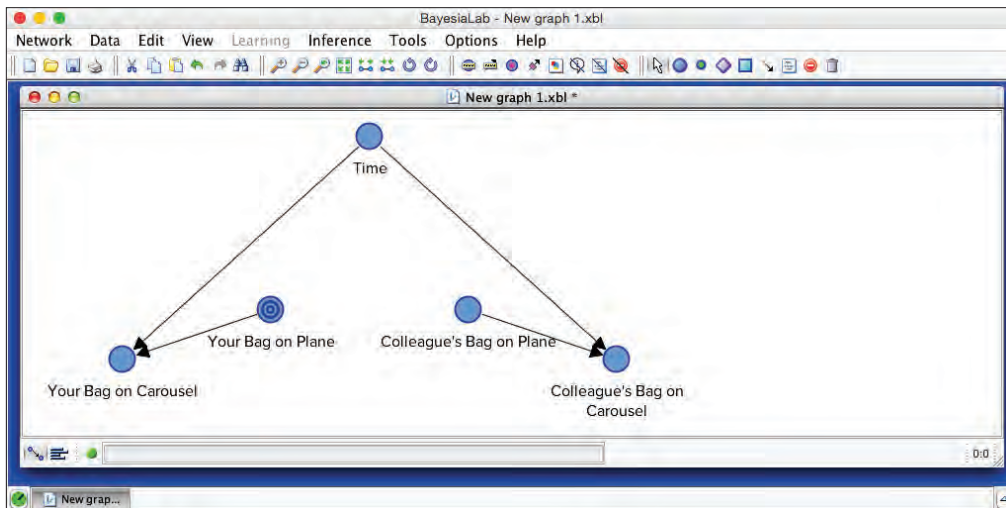 BayesiaLab - New graph 1.xbl
Network Data Edit View Learning Inference Tools Options Help
New graph 1.xbl *
Time
Your Bag on Plane
Colleague's Bag on Plane
Your Bag on Carousel
Colleague's Bag on
Carousel
0:0
New grap...